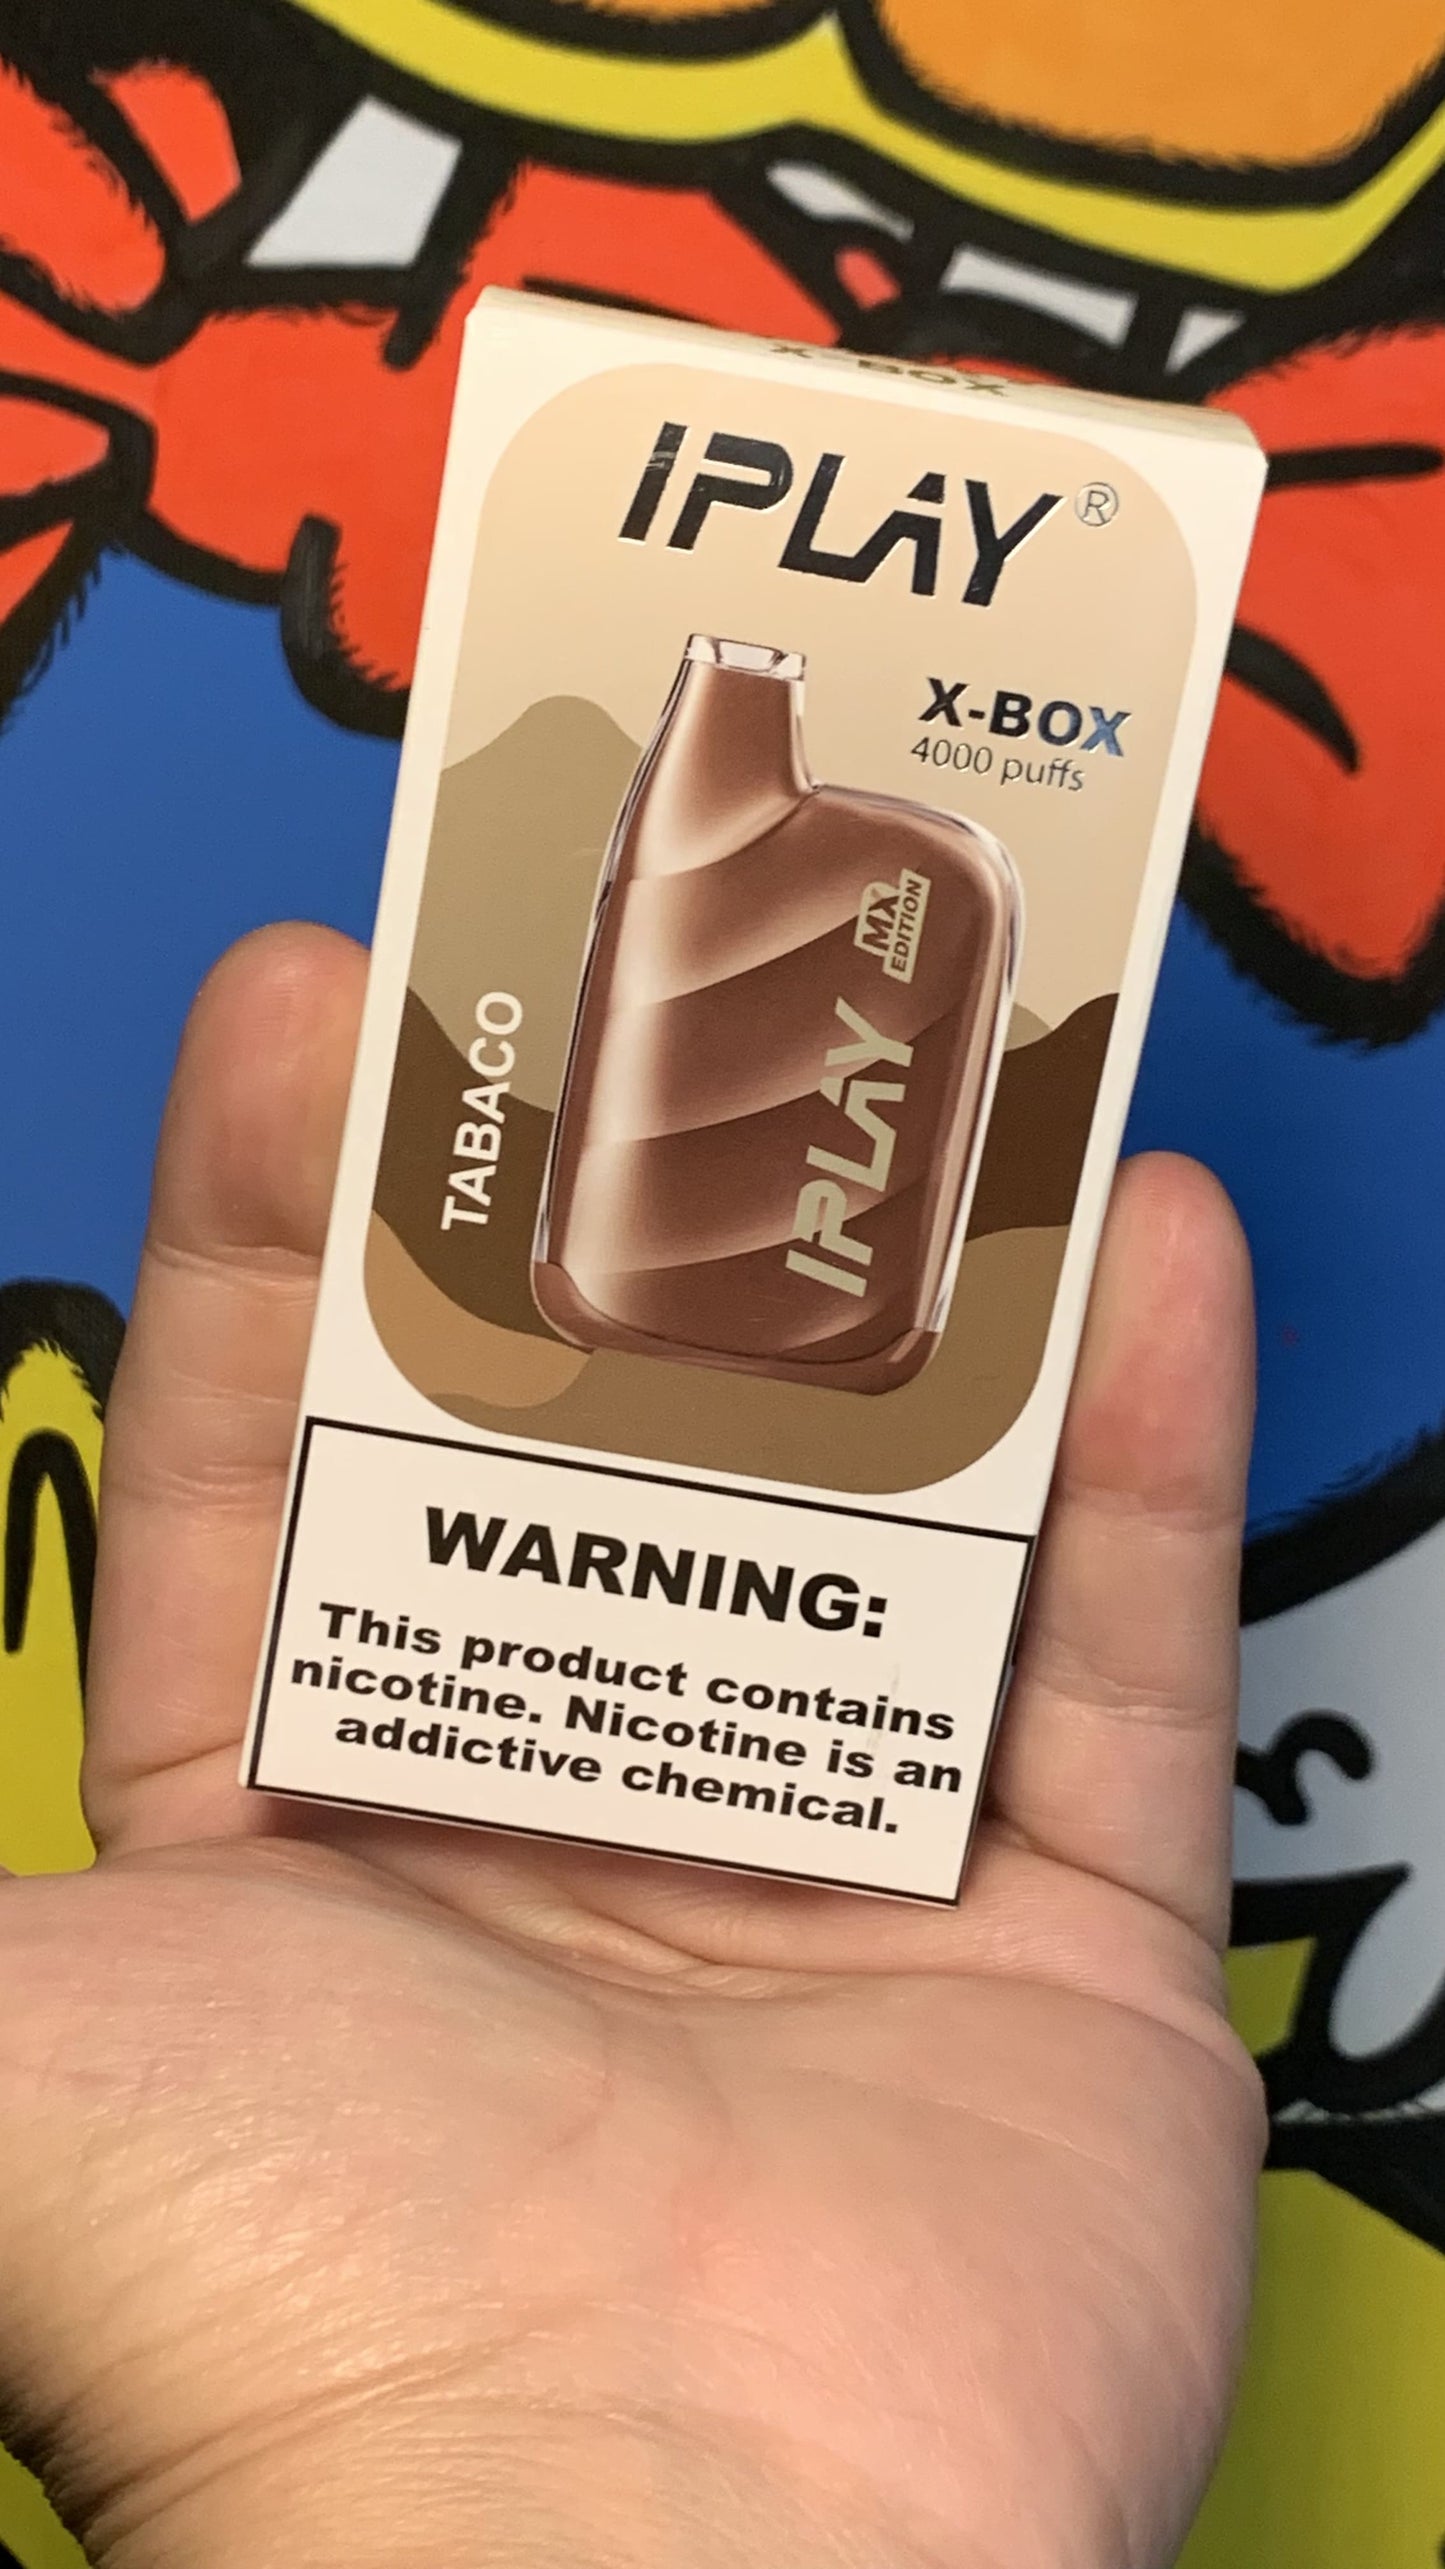 X-BOX
IPLAY®
X-BOX
4000 puffs
MX
EDITION
IPLAY
TABACO
WARNING:
This product contains
nicotine. Nicotine is an
addictive chemical.